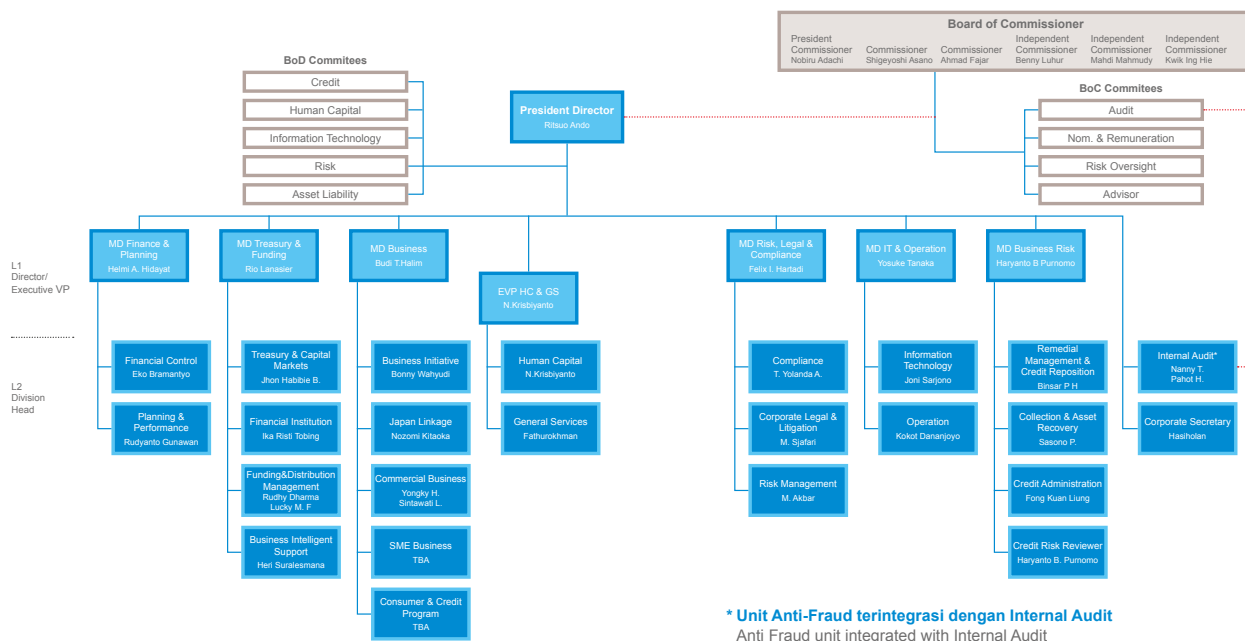 Board of Commissioner
President
Commissioner
Nobiru Adachi
Commissioner
Shigeyoshi Asano
Commissioner
Ahmad Fajar
Independent
Commissioner
Benny Luhur
Independent
Commissioner
Mahdi Mahmudy
Independent
Commissioner
Kwik Ing Hie
BoD Commitees
Credit
Human Capital
Information Technology
Risk
Asset Liability
President Director
Ritsuo Ando
BoC Commitees
Audit
Nom. & Remuneration
Risk Oversight
Advisor
L1
Director/
Executive VP
MD Finance &
Planning
Helmi A. Hidayat
MD Treasury &
Funding
Rio Lanasier
MD Business
Budi T.Halim
EVP HC & GS
N.Krisbiyanto
MD Risk, Legal &
Compliance
Felix I. Hartadi
MD IT & Operation
Yosuke Tanaka
MD Business Risk
Haryanto B Purnomo
L2
Division
Head
Financial Control
Eko Bramantyo
Planning &
Performance
Rudyanto Gunawan
Treasury & Capital
Markets
Jhon Habibie B.
Financial Institution
Ika Risti Tobing
Funding&Distribution
Management
Rudhy Dharma
Lucky M. F
Business Intelligent
Support
Heri Suralesmana
Business Initiative
Bonny Wahyudi
Japan Linkage
Nozomi Kitaoka
Commercial Business
Yongky H.
Sintawati L.
SME Business
TBA
Consumer & Credit
Program
TBA
Human Capital
N.Krisbiyanto
General Services
Fathurokhman
Compliance
T. Yolanda A.
Corporate Legal &
Litigation
M. Sjafari
Risk Management
M. Akbar
Information
Technology
Joni Sarjono
Operation
Kokot Dananjoyo
Remedial
Management &
Credit Reposition
Binsar P H
Collection & Asset
Recovery
Sasono P.
Credit Administration
Fong Kuan Liung
Credit Risk Reviewer
Haryanto B. Purnomo
Internal Audit*
Nanny T.
Pahot H.
Corporate Secretary
Hasiholan
* Unit Anti-Fraud terintegrasi dengan Internal Audit
Anti Fraud unit integrated with Internal Audit